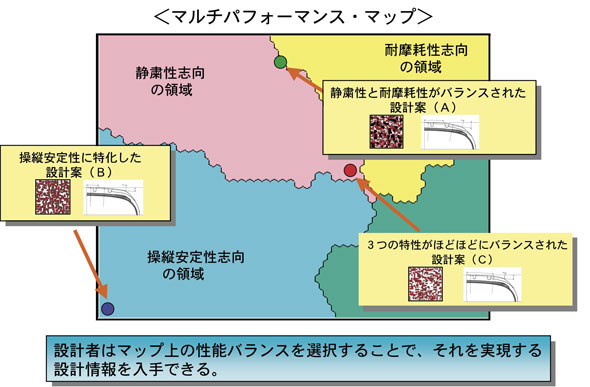 ＜マルチパフォーマンス・マップ＞
静粛性志向
の領域
耐摩耗性志向
の領域
静粛性と耐摩耗性がバランスされた
設計案（A）
操縦安定性に特化した
設計案（B）
操縦安定性志向
の領域
３つの特性がほどほどにバランスされた
設計案（C）
設計者はマップ上の性能バランスを選択することで、それを実現する
設計情報を入手できる。